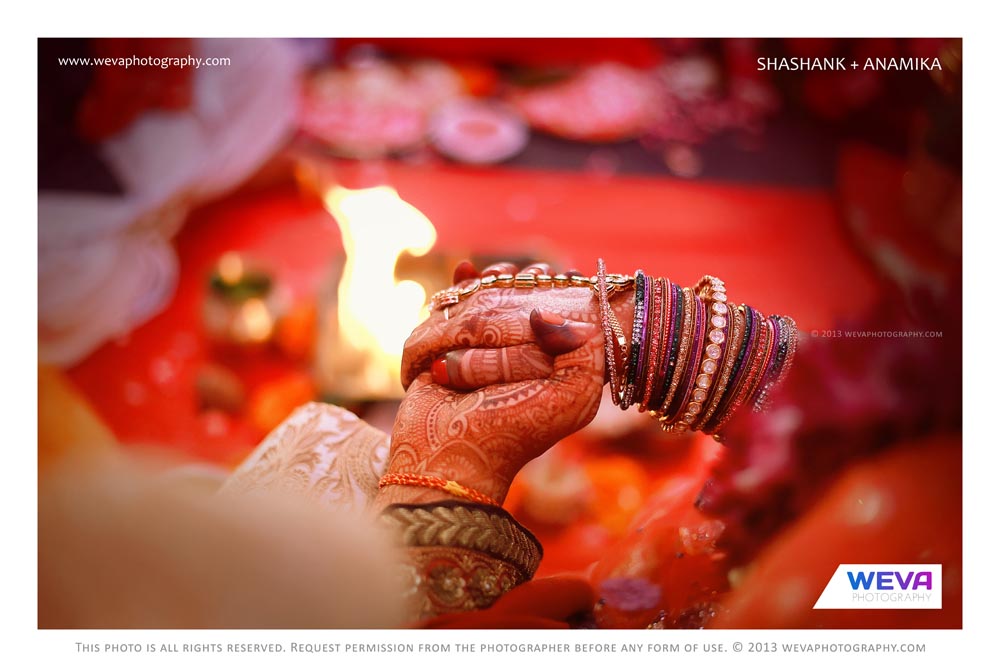 www.wevaphotography.com
SHASHANK + ANAMIKA
© 2013 WEVAPHOTOGRAPHY.COM
WEVA
PHOTOGRAPHY
THIS PHOTO IS ALL RIGHTS RESERVED. REQUEST PERMISSION FROM THE PHOTOGRAPHER BEFORE ANY FORM OF USE. © 2013 WEVAPHOTOGRAPHY.COM